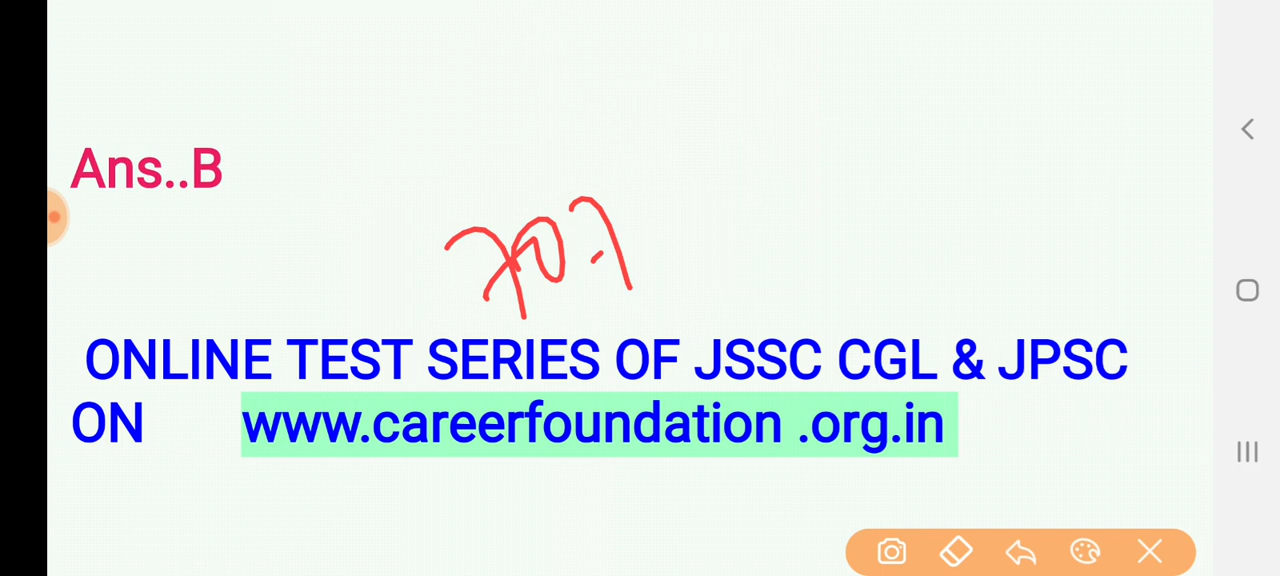 Ans..B
ONLINE TEST SERIES OF JSSC CGL & JPSC
ON www.careerfoundation .org.in